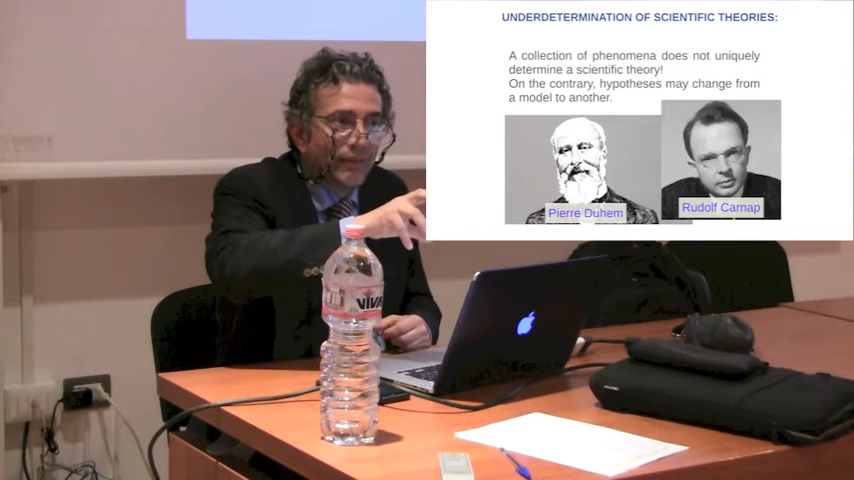 UNDERDETERMINATION OF SCIENTIFIC THEORIES:
A collection of phenomena does not uniquely
determine a scientific theory!
On the contrary, hypotheses may change from
a model to another.
Pierre Duhem
Rudolf Carnap